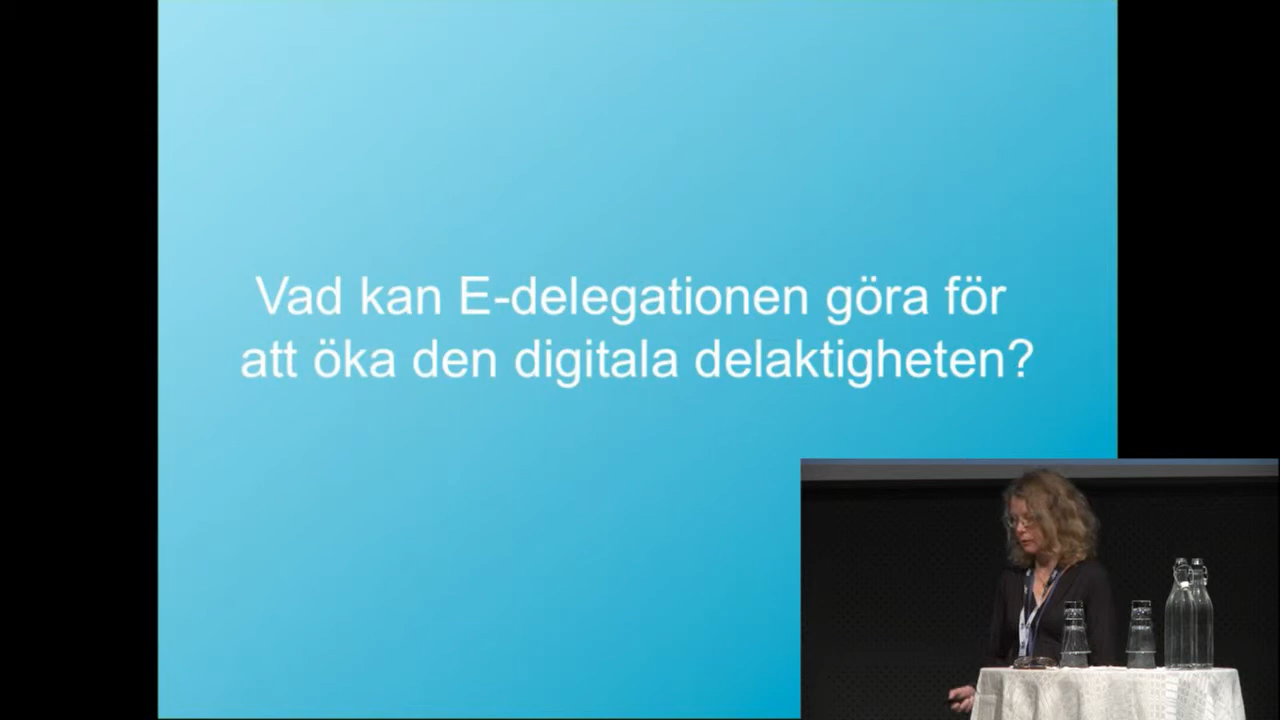 Vad kan E-delegationen göra för
att öka den digitala delaktigheten?